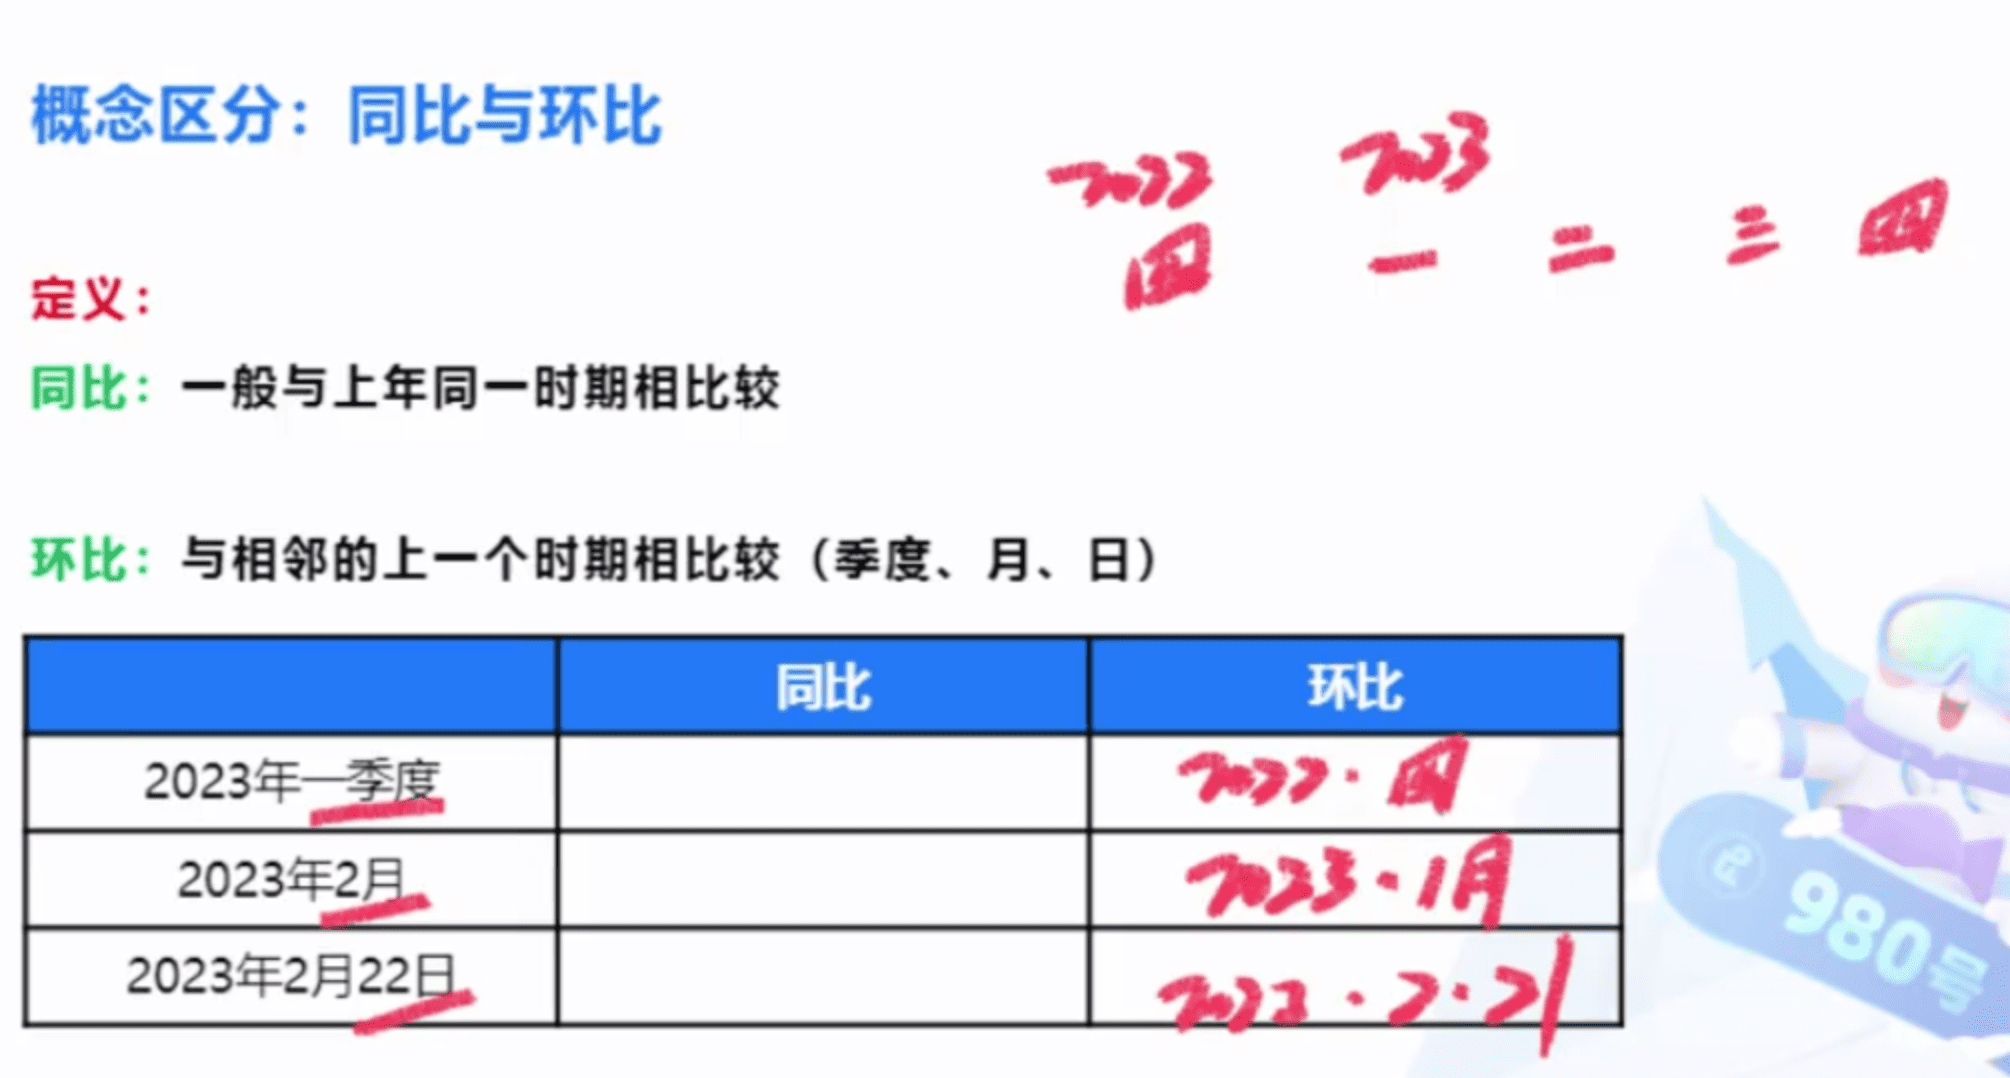 概念区分：同比与环比
2022 2023
四 一 二 三 四
定义：
同比：一般与上年同一时期相比较
环比：与相邻的上一个时期相比较（季度、月、日）
同比 环比
2023年一季度 2022·四
2023年2月 2023·1月
2023年2月22日 2022·2·21
980号